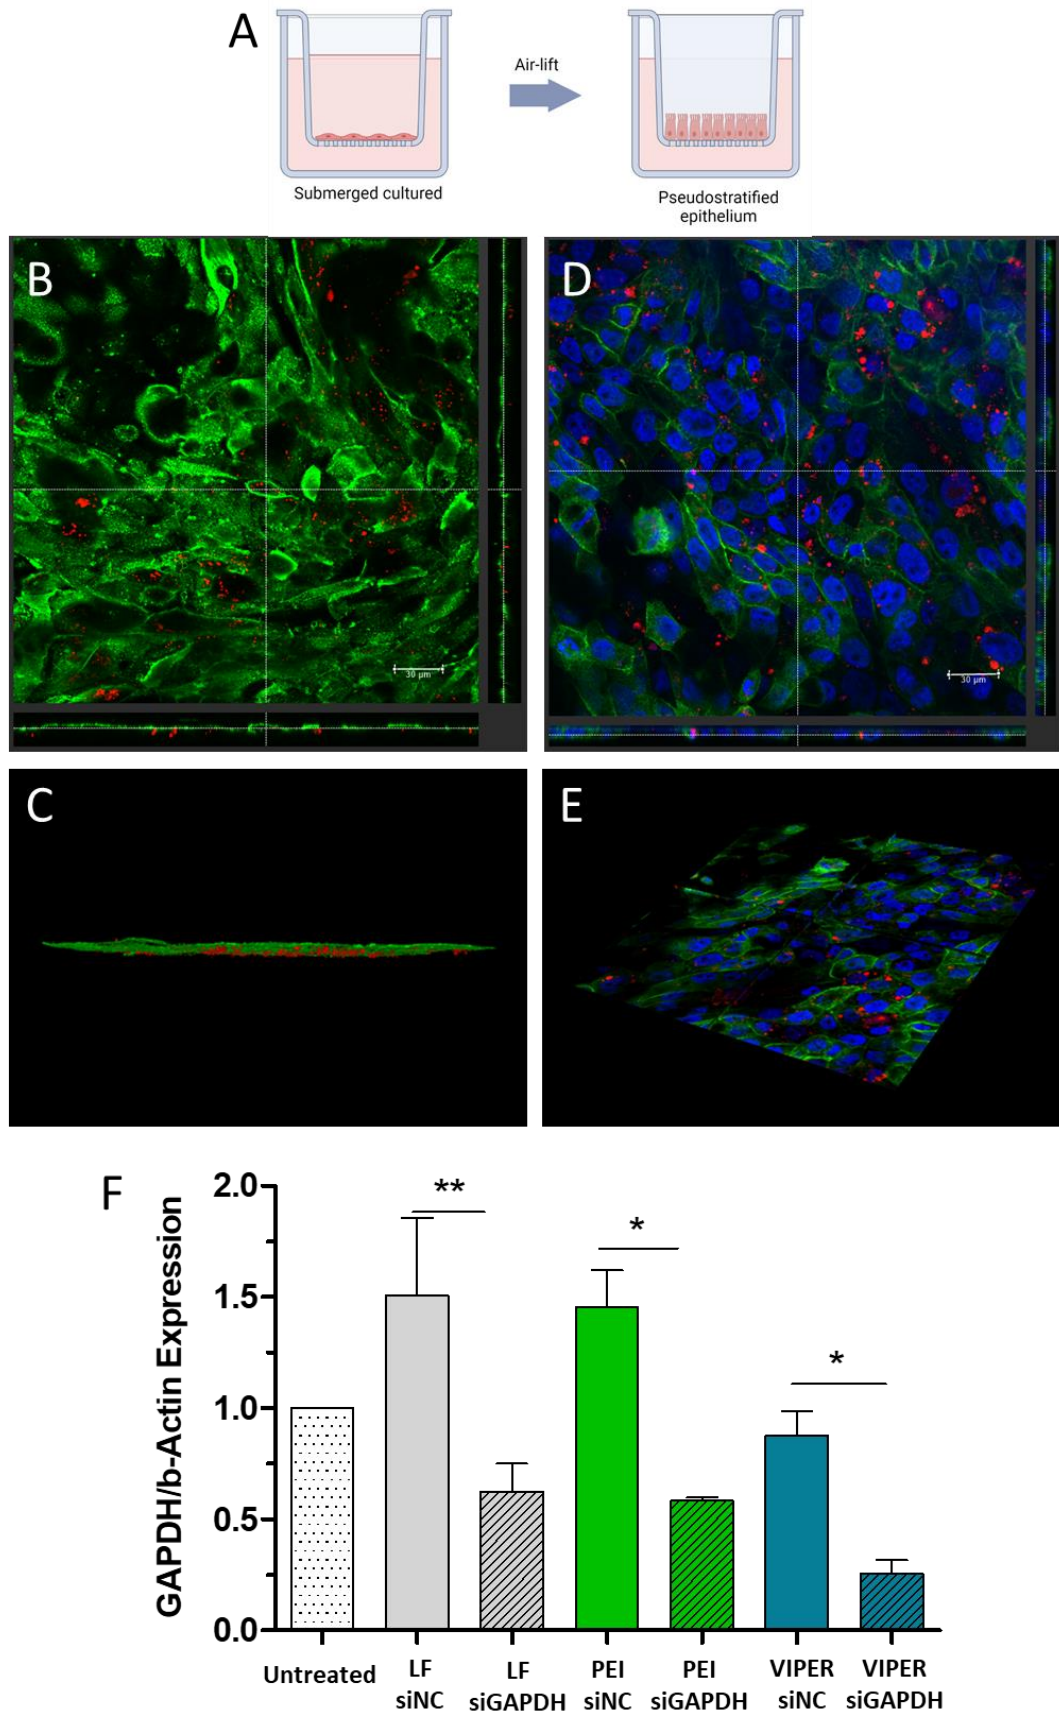 A
Air-lift
Submerged cultured
Pseudostratified
epithelium
B
30 µm
D
30 µm
C
E
F
GAPDH/b-Actin Expression
2.0
1.5
1.0
0.5
0.0
**
*
*
Untreated
LF
siNC
LF
siGAPDH
PEI
siNC
PEI
siGAPDH
VIPER
siNC
VIPER
siGAPDH